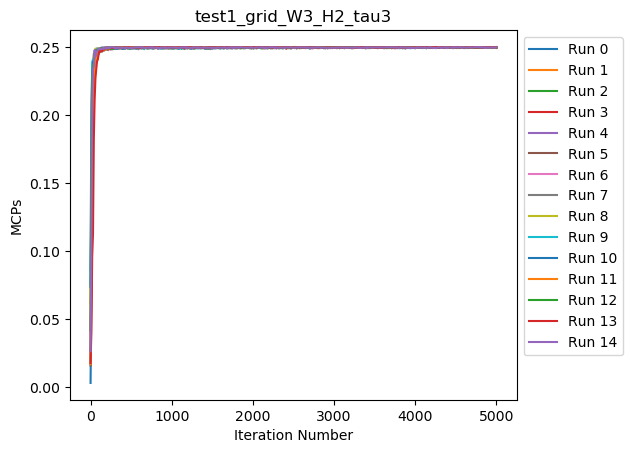 test1_grid_W3_H2_tau3
MCPs
0.25
0.20
0.15
0.10
0.05
0.00
0 1000 2000 3000 4000 5000
Iteration Number
Run 0
Run 1
Run 2
Run 3
Run 4
Run 5
Run 6
Run 7
Run 8
Run 9
Run 10
Run 11
Run 12
Run 13
Run 14